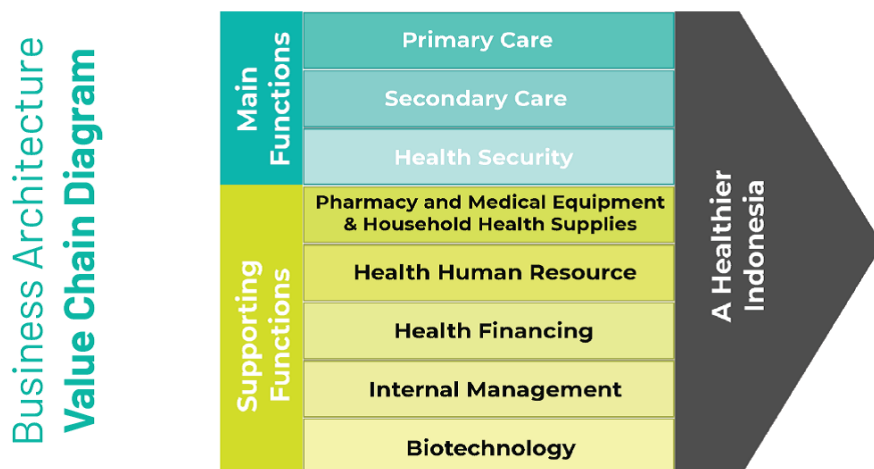 Business Architecture
Value Chain Diagram
Main
Functions
Primary Care
Secondary Care
Health Security
Supporting
Functions
Pharmacy and Medical Equipment
& Household Health Supplies
Health Human Resource
Health Financing
Internal Management
Biotechnology
A Healthier
Indonesia